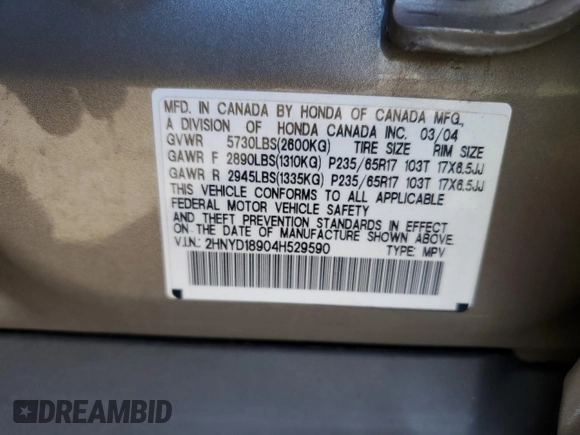 MFD. IN CANADA BY HONDA OF CANADA MFG.,
A DIVISION OF HONDA CANADA INC. 03/04
GVWR 5730LBS(2600KG) TIRE SIZE RIM SIZE
GAWR F 2890LBS(1310KG) P235/65R17 103T 17X6.5JJ
GAWR R 2945LBS(1335KG) P235/65R17 103T 17X6.5JJ
THIS VEHICLE CONFORMS TO ALL APPLICABLE
FEDERAL MOTOR VEHICLE SAFETY
AND THEFT PREVENTION STANDARDS IN EFFECT
ON THE DATE OF MANUFACTURE SHOWN ABOVE.
V.I.N.: 2HNYD18904H529590 TYPE: MPV
DREAMBID